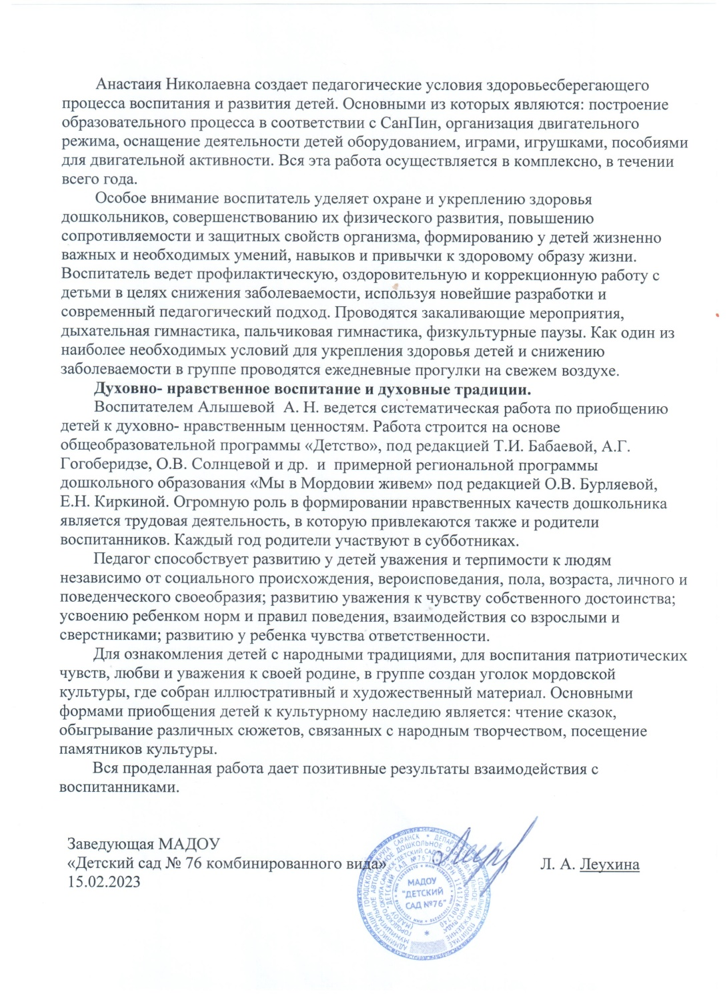 Анастаия Николаевна создает педагогические условия здоровьесберегающего
процесса воспитания и развития детей. Основными из которых являются: построение
образовательного процесса в соответствии с СанПин, организация двигательного
режима, оснащение деятельности детей оборудованием, играми, игрушками, пособиями
для двигательной активности. Вся эта работа осуществляется в комплексно, в течении
всего года.
Особое внимание воспитатель уделяет охране и укреплению здоровья
дошкольников, совершенствованию их физического развития, повышению
сопротивляемости и защитных свойств организма, формированию у детей жизненно
важных и необходимых умений, навыков и привычки к здоровому образу жизни.
Воспитатель ведет профилактическую, оздоровительную и коррекционную работу с
детьми в целях снижения заболеваемости, используя новейшие разработки и
современный педагогический подход. Проводятся закаливающие мероприятия,
дыхательная гимнастика, пальчиковая гимнастика, физкультурные паузы. Как один из
наиболее необходимых условий для укрепления здоровья детей и снижению
заболеваемости в группе проводятся ежедневные прогулки на свежем воздухе.
Духовно- нравственное воспитание и духовные традиции.
Воспитателем Алышевой  А. Н. ведется систематическая работа по приобщению
детей к духовно- нравственным ценностям. Работа строится на основе
общеобразовательной программы «Детство», под редакцией Т.И. Бабаевой, А.Г.
Гогоберидзе, О.В. Солнцевой и др.  и  примерной региональной программы
дошкольного образования «Мы в Мордовии живем» под редакцией О.В. Бурляевой,
Е.Н. Киркиной. Огромную роль в формировании нравственных качеств дошкольника
является трудовая деятельность, в которую привлекаются также и родители
воспитанников. Каждый год родители участвуют в субботниках.
Педагог способствует развитию у детей уважения и терпимости к людям
независимо от социального происхождения, вероисповедания, пола, возраста, личного и
поведенческого своеобразия; развитию уважения к чувству собственного достоинства;
усвоению ребенком норм и правил поведения, взаимодействия со взрослыми и
сверстниками; развитию у ребенка чувства ответственности.
Для ознакомления детей с народными традициями, для воспитания патриотических
чувств, любви и уважения к своей родине, в группе создан уголок мордовской
культуры, где собран иллюстративный и художественный материал. Основными
формами приобщения детей к культурному наследию является: чтение сказок,
обыгрывание различных сюжетов, связанных с народным творчеством, посещение
памятников культуры.
Вся проделанная работа дает позитивные результаты взаимодействия с
воспитанниками.
Заведующая МАДОУ
«Детский сад № 76 комбинированного вида» Л. А. Леухина
15.02.2023
МАДОУ
"ДЕТСКИЙ
САД №76"